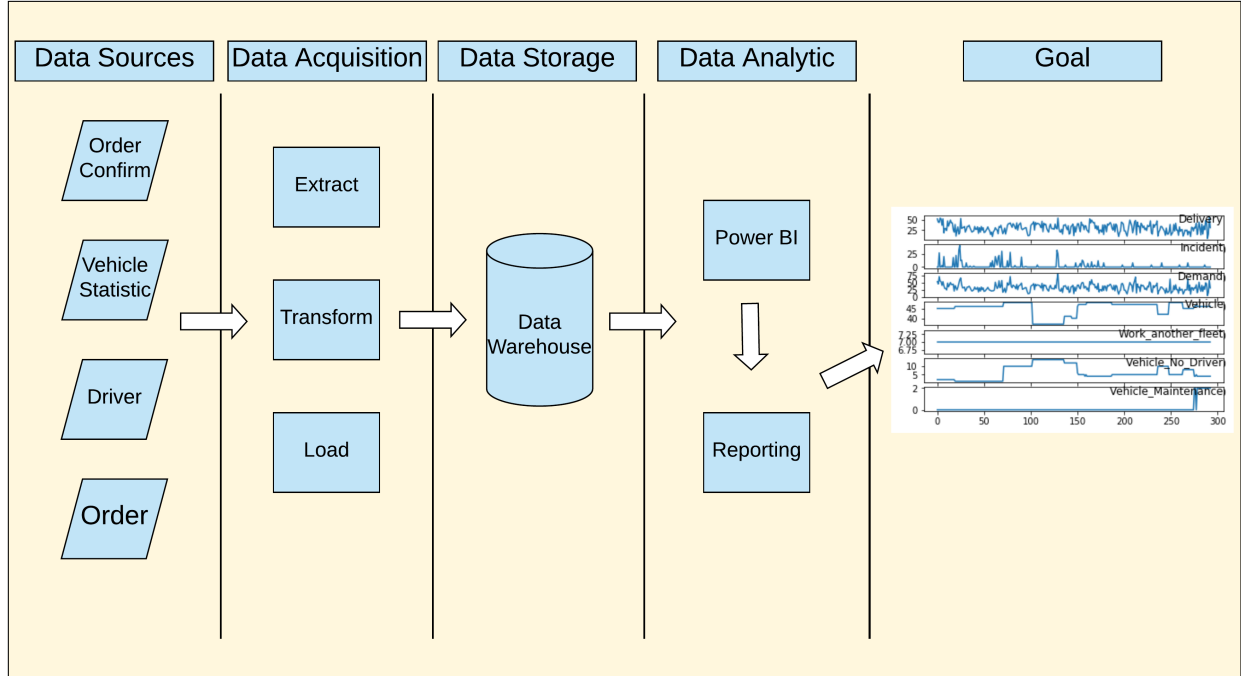 Data Sources
Data Acquisition
Data Storage
Data Analytic
Goal
Order
Confirm
Vehicle
Statistic
Driver
Order
Extract
Transform
Load
Data
Warehouse
Power BI
Reporting
50
25
Delivery
25
0
Incident
75
50
25
0
Demand
45
40
Vehicle
7.25
7.00
6.75
Work_another_fleet
10
5
Vehicle_No_Driver
2
0
Vehicle_Maintenance
0 50 100 150 200 250 300